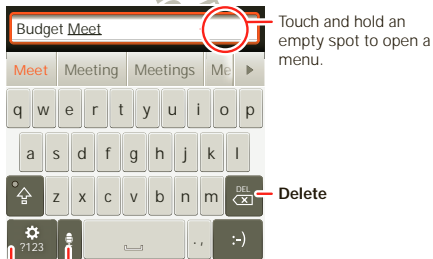 Budget Meet
Touch and hold an
empty spot to open a
menu.
Meet Meeting Meetings Me
q w e r t y u i o p
a s d f g h j k l
z x c v b n m DEL
Delete
?123 ., :-)